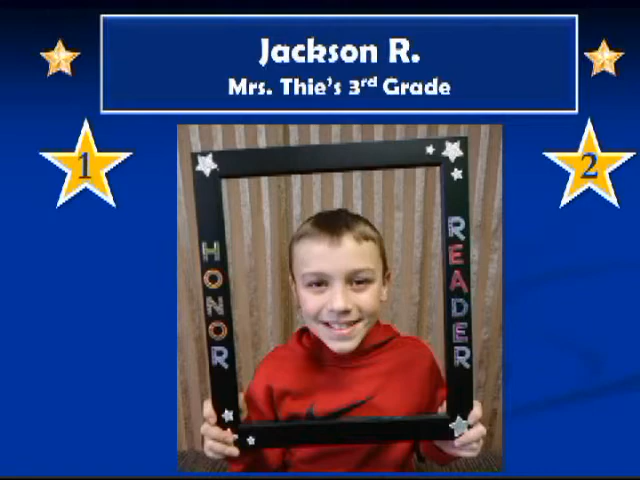 Jackson R.
Mrs. Thie's 3rd Grade
1
2
HONOR
READER